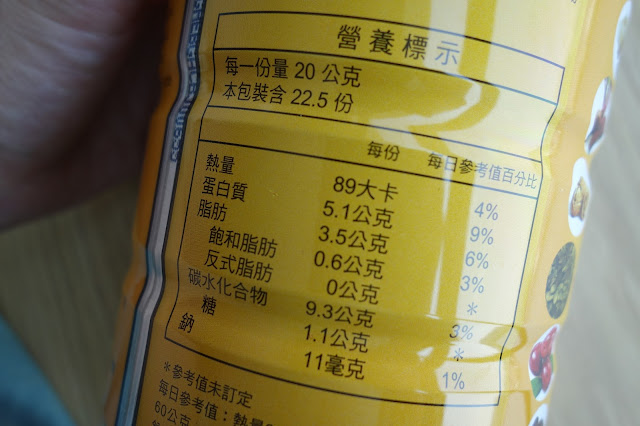 營養標示
每一份量 20 公克
本包裝含 22.5 份
每份 每日參考值百分比
熱量 89大卡 4%
蛋白質 5.1公克 9%
脂肪 3.5公克 6%
飽和脂肪 0.6公克 3%
反式脂肪 0公克 *
碳水化合物 9.3公克 3%
糖 1.1公克 *
鈉 11毫克 1%
*參考值未訂定
每日參考值：熱量
60公克